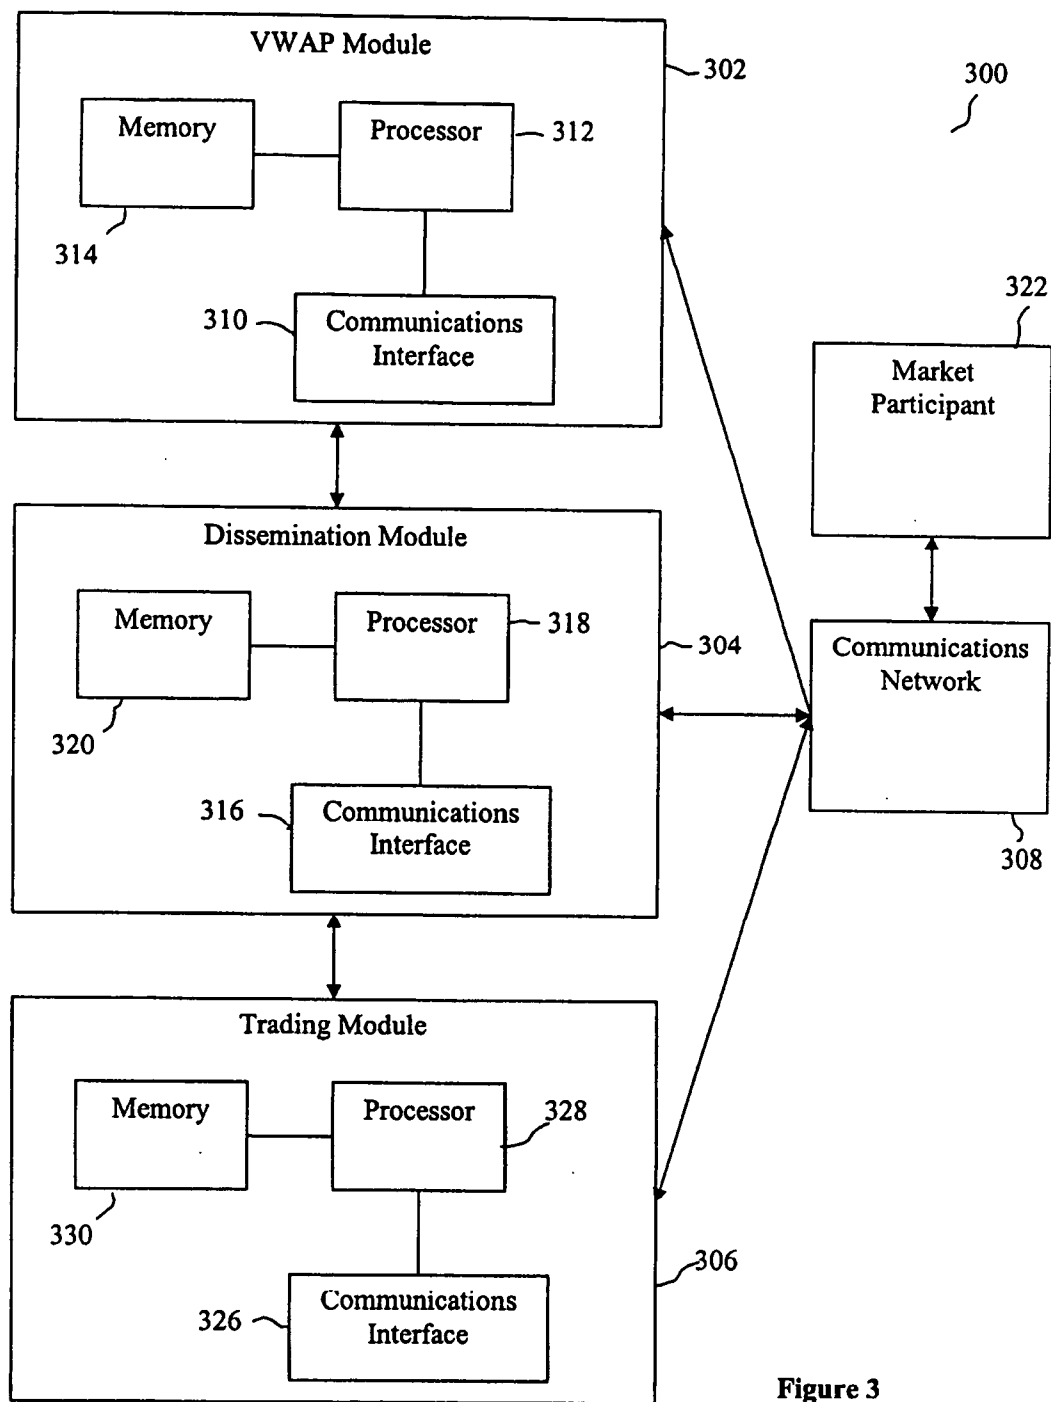 VWAP Module
302
300
Memory
Processor
312
314
310
Communications
Interface
322
Market
Participant
Dissemination Module
Memory
Processor
318
304
Communications
Network
320
316
Communications
Interface
308
Trading Module
Memory
Processor
328
330
306
326
Communications
Interface
Figure 3